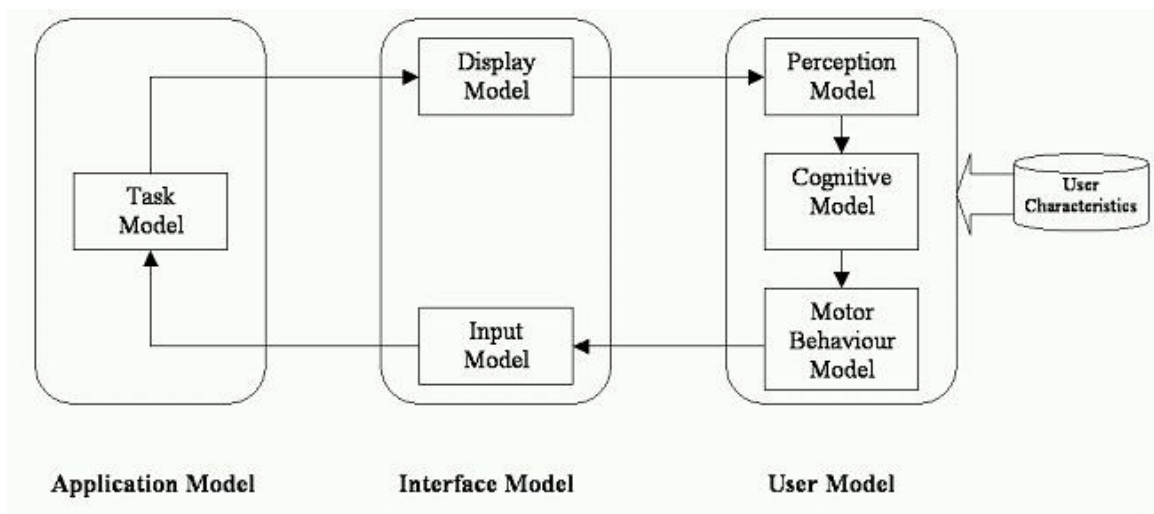 Display
Model
Perception
Model
Task
Model
Cognitive
Model
User
Characteristics
Input
Model
Motor
Behaviour
Model
Application Model
Interface Model
User Model